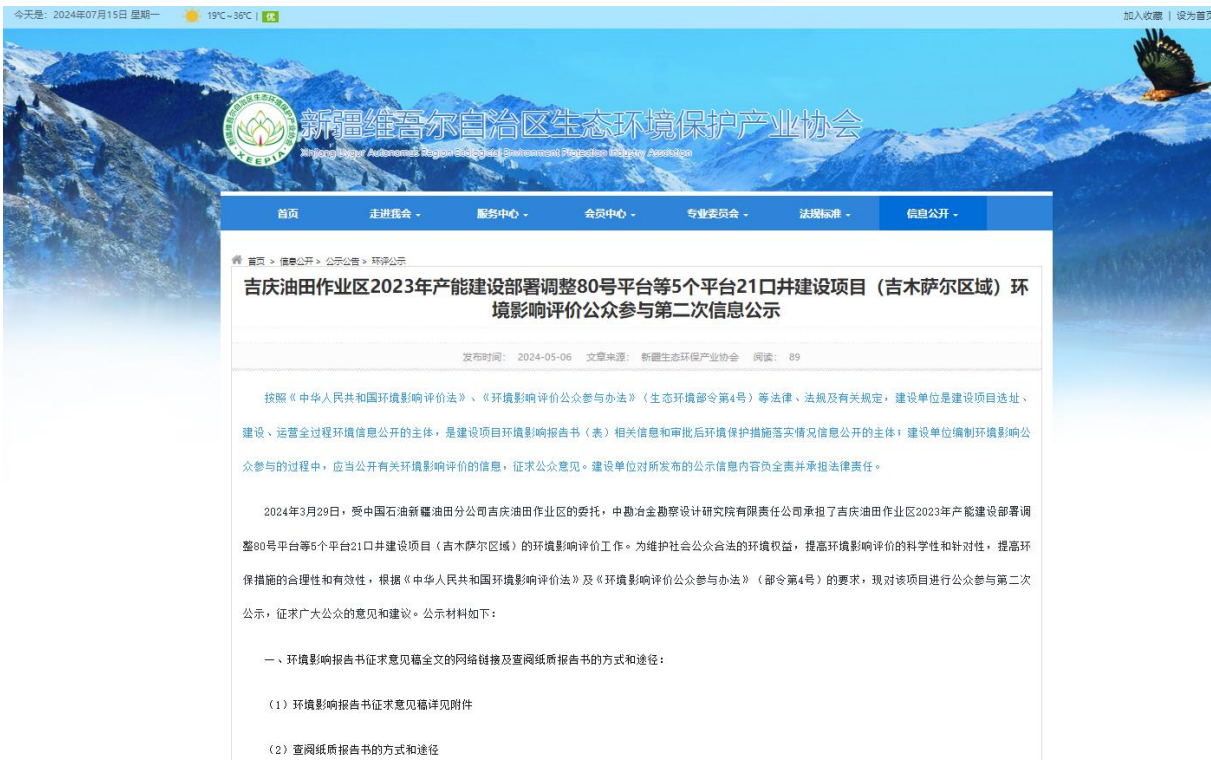 今天是：2024年07月15日 星期一 19℃~36℃ | 优
加入收藏 | 设为首页
新疆维吾尔自治区生态环境保护产业协会
Xinjiang Uygur Autonomous Region Ecological Environment Protection Industry
XEEPIA
首页 走进我会 服务中心 会员中心 专业委员会 法规标准 信息公开
首页 > 信息公开 > 公示公告 > 环评公示
吉庆油田作业区2023年产能建设部署调整80号平台等5个平台21口井建设项目（吉木萨尔区域）环
境影响评价公众参与第二次信息公示
发布时间： 2024-05-06 文章来源： 新疆生态环保产业协会 阅读： 89
按照《中华人民共和国环境影响评价法》、《环境影响评价公众参与办法》（生态环境部令第4号）等法律、法规及有关规定，建设单位是建设项目选址、
建设、运营全过程环境信息公开的主体，是建设项目环境影响报告书（表）相关信息和审批后环境保护措施落实情况信息公开的主体；建设单位编制环境影响公
众参与的过程中，应当公开有关环境影响评价的信息，征求公众意见。建设单位对所发布的公示信息内容负全责并承担法律责任。
2024年3月29日，受中国石油新疆油田分公司吉庆油田作业区的委托，中勘冶金勘察设计研究院有限责任公司承担了吉庆油田作业区2023年产能建设部署调
整80号平台等5个平台21口井建设项目（吉木萨尔区域）的环境影响评价工作。为维护社会公众合法的环境权益，提高环境影响评价的科学性和针对性，提高环
保措施的合理性和有效性，根据《中华人民共和国环境影响评价法》及《环境影响评价公众参与办法》（部令第4号）的要求，现对该项目进行公众参与第二次
公示，征求广大公众的意见和建议。公示材料如下：
一、环境影响报告书征求意见稿全文的网络链接及查阅纸质报告书的方式和途径：
（1）环境影响报告书征求意见稿详见附件
（2）查阅纸质报告书的方式和途径